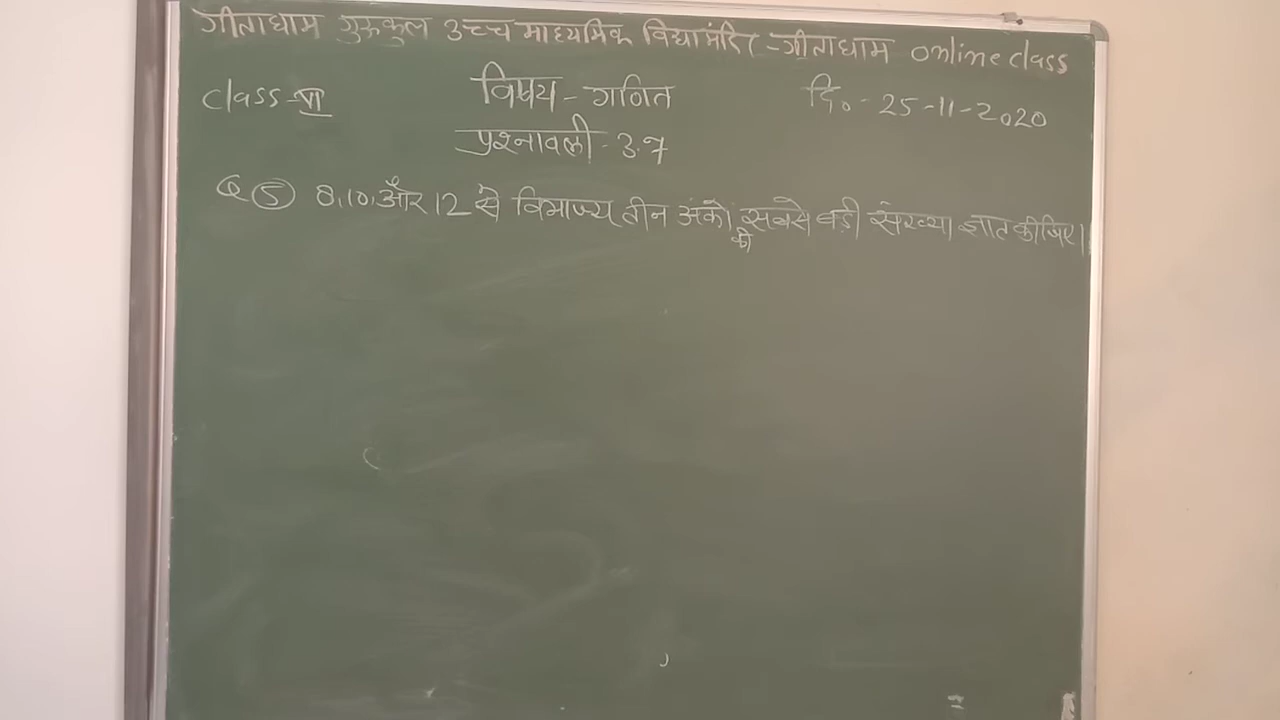 गीताधाम गुरुकुल उच्च माध्यमिक विद्यामंदिर-गीताधाम online class
class-VI विषय-गणित दि०-25-11-2020
प्रश्नावली-3.7
Q (5) 8,10,और 12 से विभाज्य तीन अंको की सबसे बड़ी संख्या ज्ञात कीजिए।